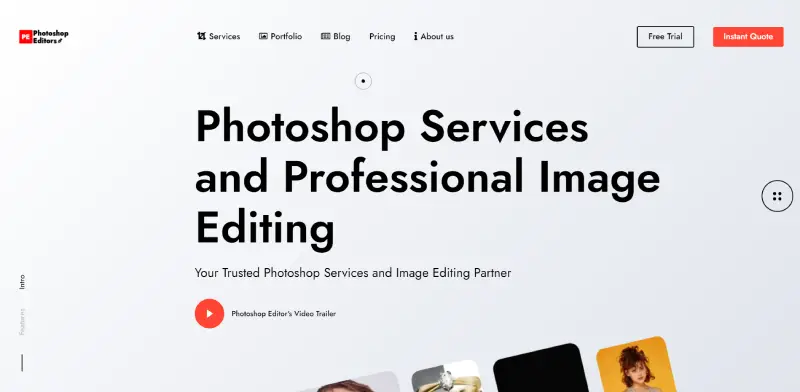 PE Photoshop Editors
Services
Portfolio
Blog
Pricing
About us
Free Trial
Instant Quote
Photoshop Services
and Professional Image
Editing
Your Trusted Photoshop Services and Image Editing Partner
Photoshop Editor's Video Trailer
Intro
Features